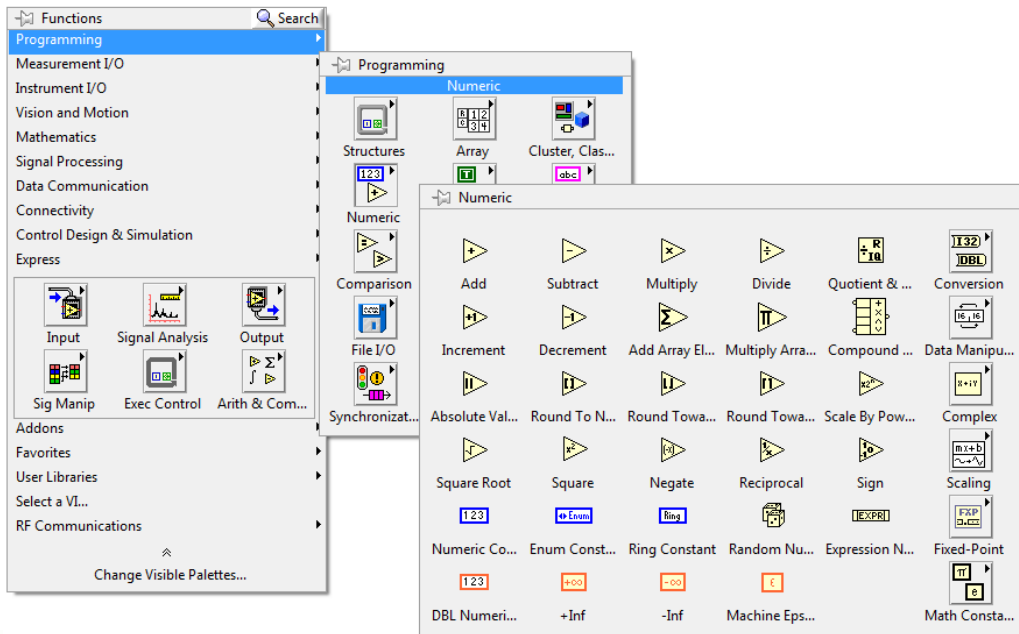 Functions
Search
Programming
Measurement I/O
Instrument I/O
Vision and Motion
Mathematics
Signal Processing
Data Communication
Connectivity
Control Design & Simulation
Express
Input Signal Analysis Output
Sig Manip Exec Control Arith & Com...
Addons
Favorites
User Libraries
Select a VI...
RF Communications
Change Visible Palettes...
Programming
Numeric
Structures Array Cluster, Clas...
Numeric
Comparison
File I/O
Synchronizat...
Numeric
Add Subtract Multiply Divide Quotient & ... Conversion
Increment Decrement Add Array El... Multiply Arra... Compound ... Data Manipu...
Absolute Val... Round To N... Round Towa... Round Towa... Scale By Pow... Complex
Square Root Square Negate Reciprocal Sign Scaling
Numeric Co... Enum Const... Ring Constant Random Nu... Expression N... Fixed-Point
DBL Numeri... +Inf -Inf Machine Eps... Math Consta...